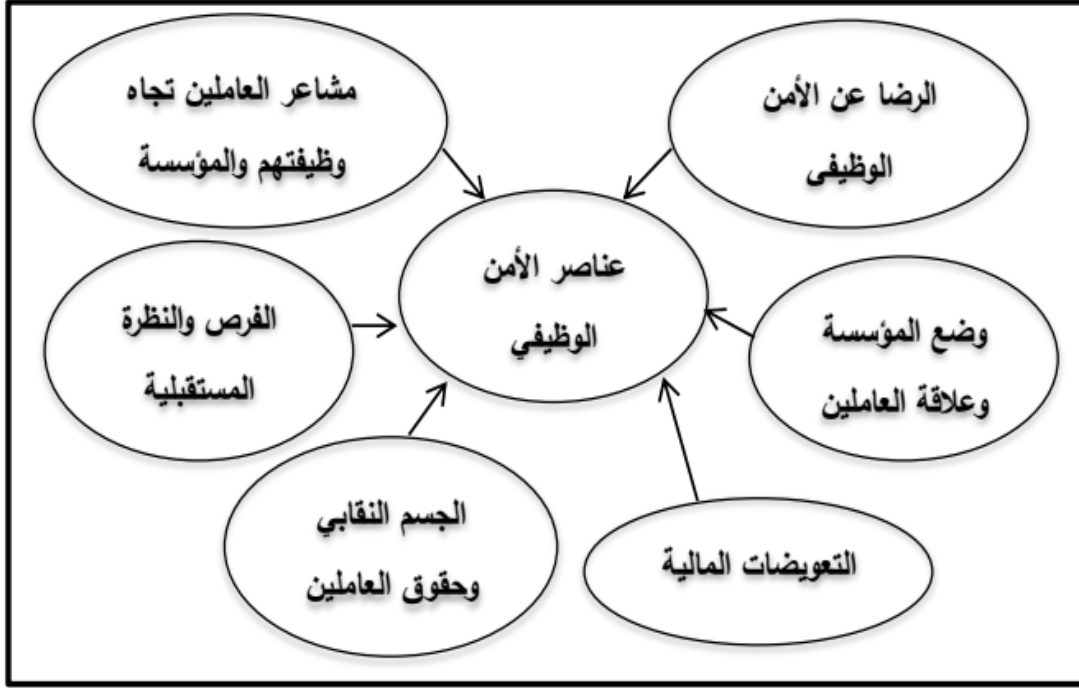 الرضا عن الأمن
الوظيفى
مشاعر العاملين تجاه
وظيفتهم والمؤسسة
عناصر الأمن
الوظيفي
وضع المؤسسة
وعلاقة العاملين
الفرص والنظرة
المستقبلية
التعويضات المالية
الجسم النقابي
وحقوق العاملين